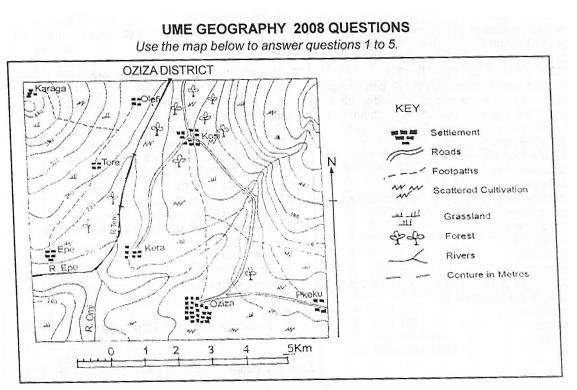 UME GEOGRAPHY 2008 QUESTIONS
Use the map below to answer questions 1 to 5.
OZIZA DISTRICT
Karaga
Olefi
Kosi
Tore
R. Tore
Epe
Kera
R. Epe
R. Omi
Oziza
Pkeku
N
KEY
Settlement
Roads
Footpaths
Scattered Cultivation
Grassland
Forest
Rivers
Conture in Metres
0 1 2 3 4 5Km